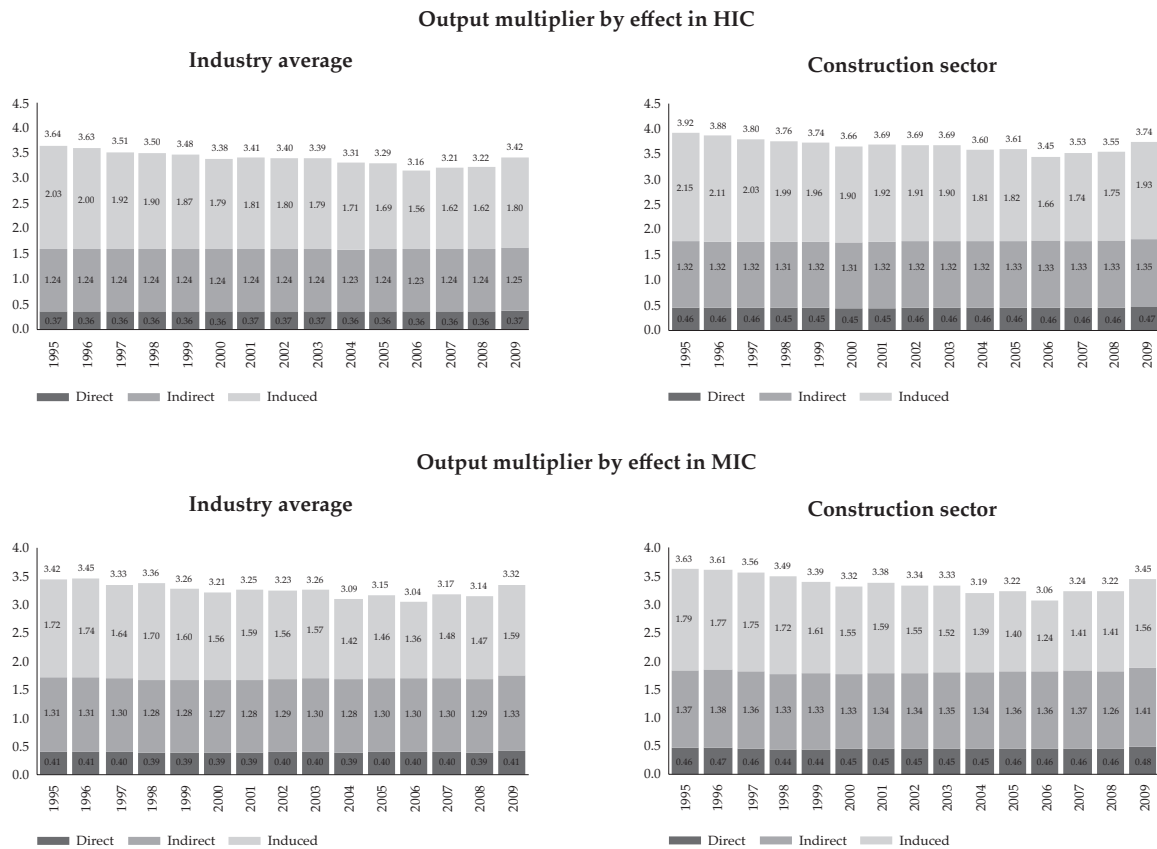 Output multiplier by effect in HIC
Industry average
4.5
4.0
3.5
3.0
2.5
2.0
1.5
1.0
0.5
0.0
3.64 3.63 3.51 3.50 3.48 3.38 3.41 3.40 3.39 3.31 3.29 3.16 3.21 3.22 3.42
2.03 2.00 1.92 1.90 1.87 1.79 1.81 1.80 1.79 1.71 1.69 1.56 1.62 1.62 1.80
1.24 1.24 1.24 1.24 1.24 1.24 1.24 1.24 1.24 1.23 1.24 1.23 1.24 1.24 1.25
0.37 0.36 0.36 0.36 0.36 0.36 0.37 0.37 0.37 0.36 0.36 0.36 0.36 0.36 0.37
1995 1996 1997 1998 1999 2000 2001 2002 2003 2004 2005 2006 2007 2008 2009
Direct Indirect Induced
Construction sector
4.5
4.0
3.5
3.0
2.5
2.0
1.5
1.0
0.5
0.0
3.92 3.88 3.80 3.76 3.74 3.66 3.69 3.69 3.69 3.60 3.61 3.45 3.53 3.55 3.74
2.15 2.11 2.03 1.99 1.96 1.90 1.92 1.91 1.90 1.81 1.82 1.66 1.74 1.75 1.93
1.32 1.32 1.32 1.31 1.32 1.31 1.32 1.32 1.32 1.32 1.33 1.33 1.33 1.33 1.35
0.46 0.46 0.46 0.45 0.45 0.45 0.45 0.46 0.46 0.46 0.46 0.46 0.46 0.46 0.47
1995 1996 1997 1998 1999 2000 2001 2002 2003 2004 2005 2006 2007 2008 2009
Direct Indirect Induced
Output multiplier by effect in MIC
Industry average
4.0
3.5
3.0
2.5
2.0
1.5
1.0
0.5
0.0
3.42 3.45 3.33 3.36 3.26 3.21 3.25 3.23 3.26 3.09 3.15 3.04 3.17 3.14 3.32
1.72 1.74 1.64 1.70 1.60 1.56 1.59 1.56 1.57 1.42 1.46 1.36 1.48 1.47 1.59
1.31 1.31 1.30 1.28 1.28 1.27 1.28 1.29 1.30 1.28 1.30 1.30 1.30 1.29 1.33
0.41 0.41 0.40 0.39 0.39 0.39 0.39 0.40 0.40 0.39 0.40 0.40 0.40 0.39 0.41
1995 1996 1997 1998 1999 2000 2001 2002 2003 2004 2005 2006 2007 2008 2009
Direct Indirect Induced
Construction sector
4.0
3.5
3.0
2.5
2.0
1.5
1.0
0.5
0.0
3.63 3.61 3.56 3.49 3.39 3.32 3.38 3.34 3.33 3.19 3.22 3.06 3.24 3.22 3.45
1.79 1.77 1.75 1.72 1.61 1.55 1.59 1.55 1.52 1.39 1.40 1.24 1.41 1.41 1.56
1.37 1.38 1.36 1.33 1.33 1.33 1.34 1.34 1.35 1.34 1.36 1.36 1.37 1.26 1.41
0.46 0.47 0.46 0.44 0.44 0.45 0.45 0.45 0.45 0.45 0.46 0.46 0.46 0.46 0.48
1995 1996 1997 1998 1999 2000 2001 2002 2003 2004 2005 2006 2007 2008 2009
Direct Indirect Induced